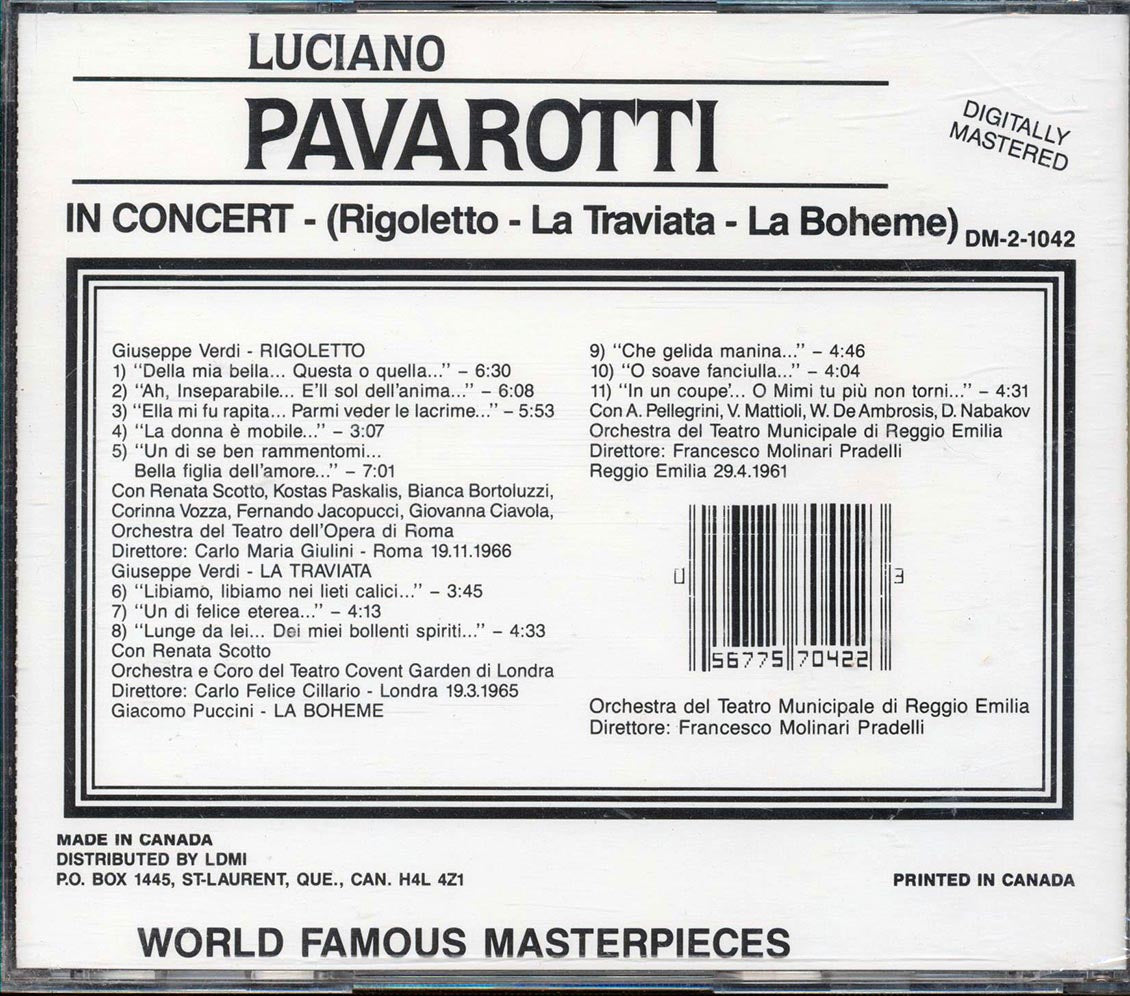 LUCIANO
PAVAROTTI
DIGITALLY
MASTERED
IN CONCERT - (Rigoletto - La Traviata - La Boheme) DM-2-1042
Giuseppe Verdi - RIGOLETTO
1) "Della mia bella... Questa o quella..." – 6:30
2) "Ah, Inseparabile... E'll sol dell'anima..." – 6:08
3) "Ella mi fu rapita... Parmi veder le lacrime..." – 5:53
4) "La donna è mobile..." – 3:07
5) "Un di se ben rammentomi...
Bella figlia dell'amore..." – 7:01
Con Renata Scotto, Kostas Paskalis, Bianca Bortoluzzi,
Corinna Vozza, Fernando Jacopucci, Giovanna Ciavola,
Orchestra del Teatro dell'Opera di Roma
Direttore: Carlo Maria Giulini - Roma 19.11.1966
Giuseppe Verdi - LA TRAVIATA
6) "Libiamo, libiamo nei lieti calici..." – 3:45
7) "Un di felice eterea..." – 4:13
8) "Lunge da lei... Dei miei bollenti spiriti..." – 4:33
Con Renata Scotto
Orchestra e Coro del Teatro Covent Garden di Londra
Direttore: Carlo Felice Cillario - Londra 19.3.1965
Giacomo Puccini - LA BOHEME
9) "Che gelida manina..." – 4:46
10) "O soave fanciulla..." – 4:04
11) "In un coupe'... O Mimi tu più non torni..." – 4:31
Con A. Pellegrini, V. Mattioli, W. De Ambrosis, D. Nabakov
Orchestra del Teatro Municipale di Reggio Emilia
Direttore: Francesco Molinari Pradelli
Reggio Emilia 29.4.1961
0 56775 70422 3
Orchestra del Teatro Municipale di Reggio Emilia
Direttore: Francesco Molinari Pradelli
MADE IN CANADA
DISTRIBUTED BY LDMI
P.O. BOX 1445, ST-LAURENT, QUE., CAN. H4L 4Z1
PRINTED IN CANADA
WORLD FAMOUS MASTERPIECES